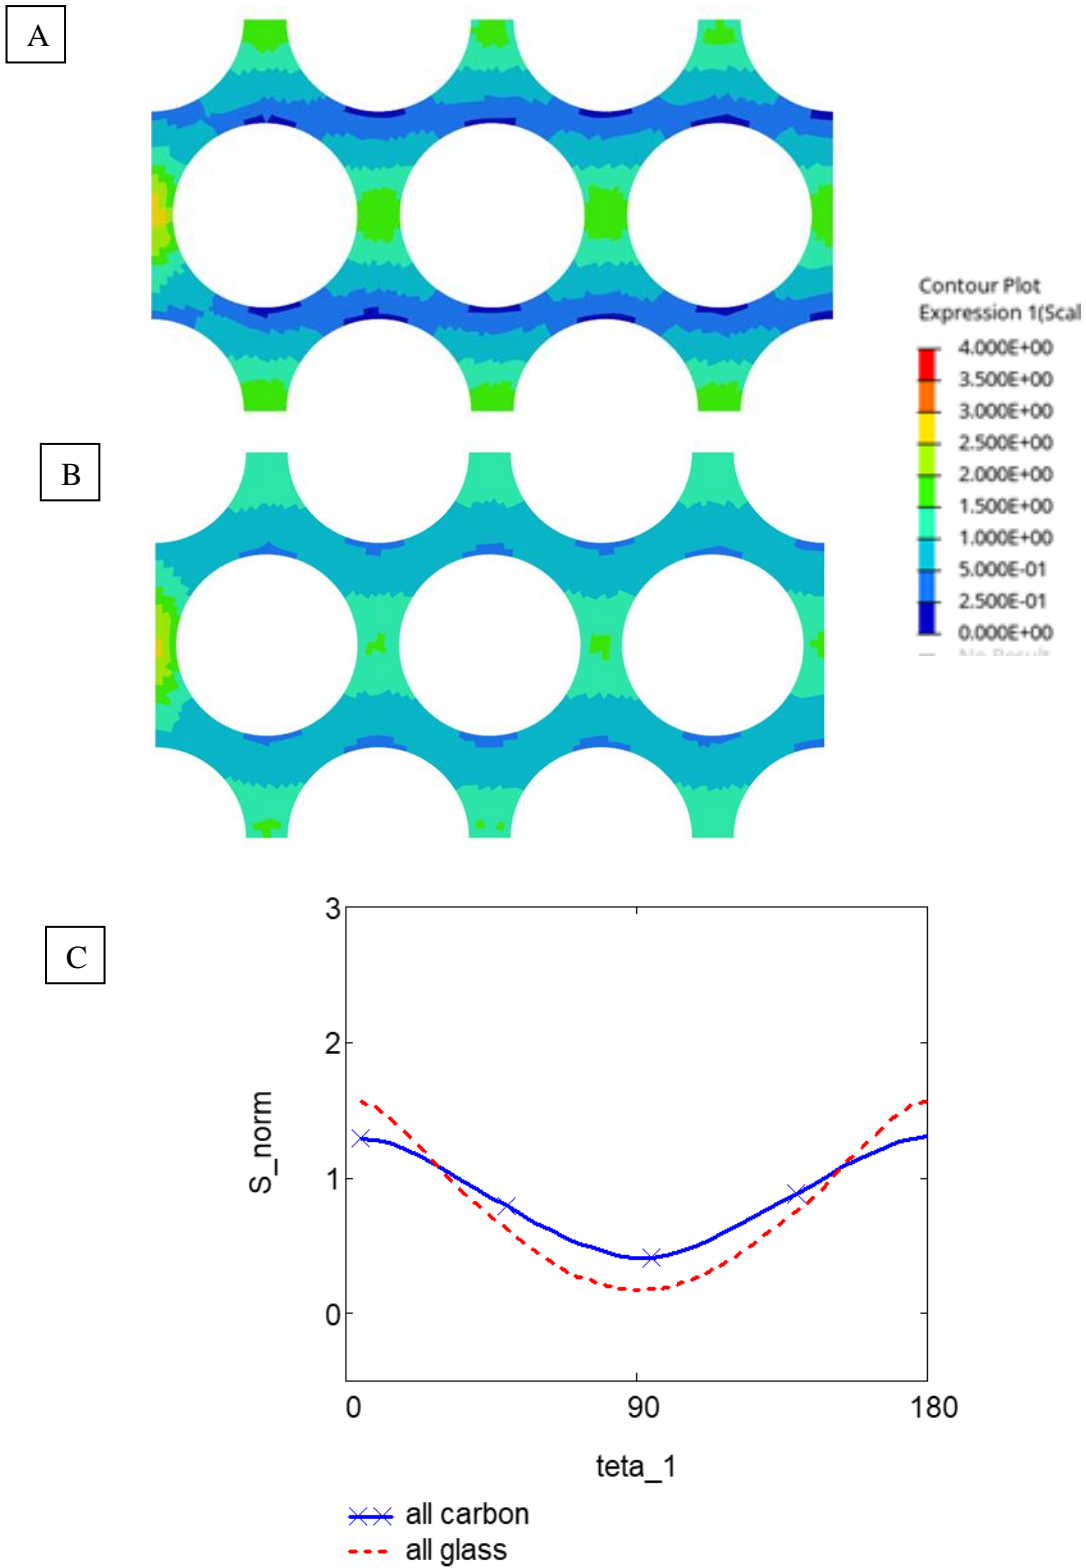 A
Contour Plot
Expression 1(Scal
4.000E+00
3.500E+00
3.000E+00
2.500E+00
2.000E+00
1.500E+00
1.000E+00
5.000E-01
2.500E-01
0.000E+00
No Result
B
C
3
2
1
0
S_norm
0 90 180
teta_1
all carbon
all glass